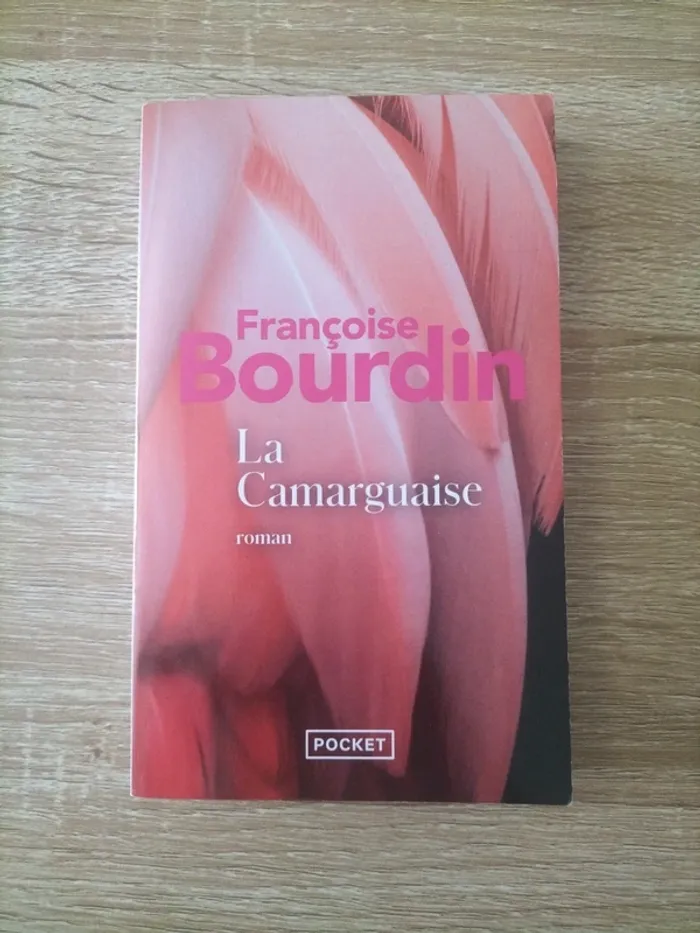 Françoise
Bourdin
La
Camarguaise
roman
POCKET